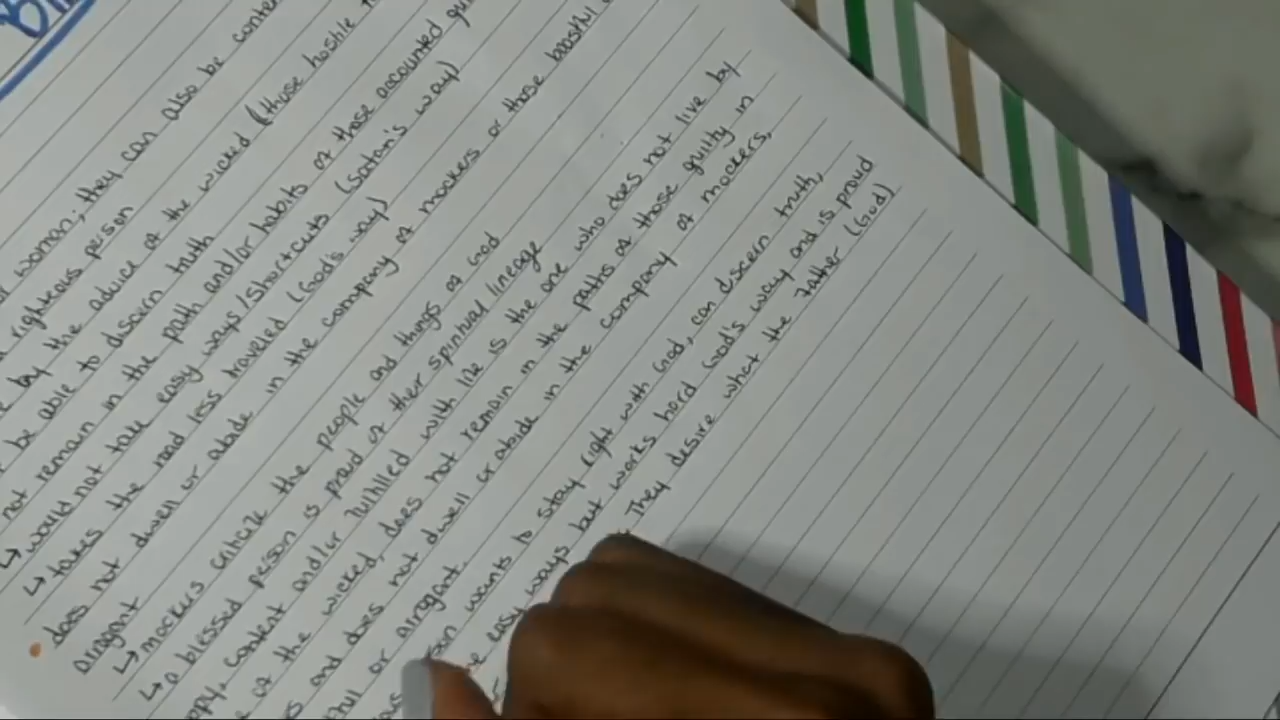 or woman; they can also be conten
righteous person
by the advice of the wicked (those hostile
be able to discern truth
not remain in the path and/or habits of those accounted gui
↳ would not take easy ways/shortcuts (satan's way)
↳ takes the road less traveled (God's way)
• does not dwell or abide in the company of mockers or those boastful
arrogant
↳ mockers criticize the people and things of God
↳ a blessed person is proud of their spiritual lineage
appy, content and/or fulfilled with life is the one who does not live by
of the wicked, does not remain in the paths of those guilty in
and does not dwell or abide in the company of mockers,
or arrogant.
wants to stay right with God, can discern truth,
easy ways but works hard God's way and is proud
They desire what the Father (God)